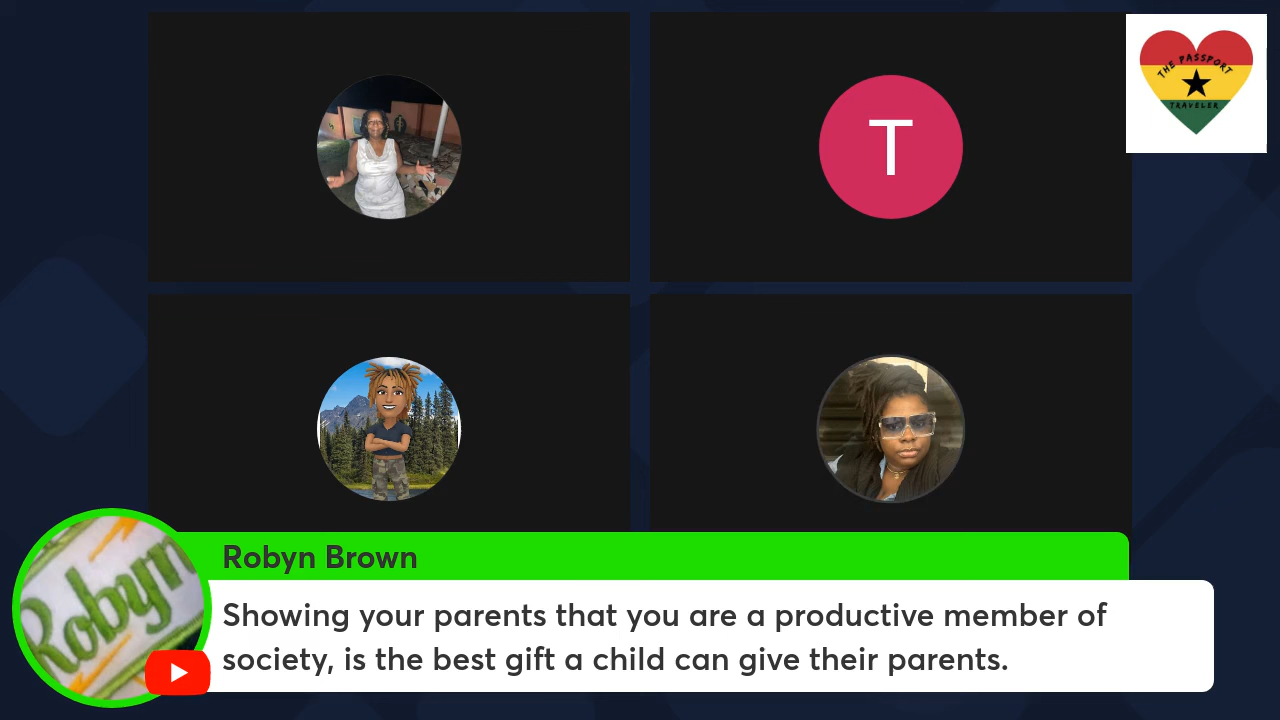 THE PASSPORT
TRAVELER
T
Robyn
Robyn Brown
Showing your parents that you are a productive member of
society, is the best gift a child can give their parents.